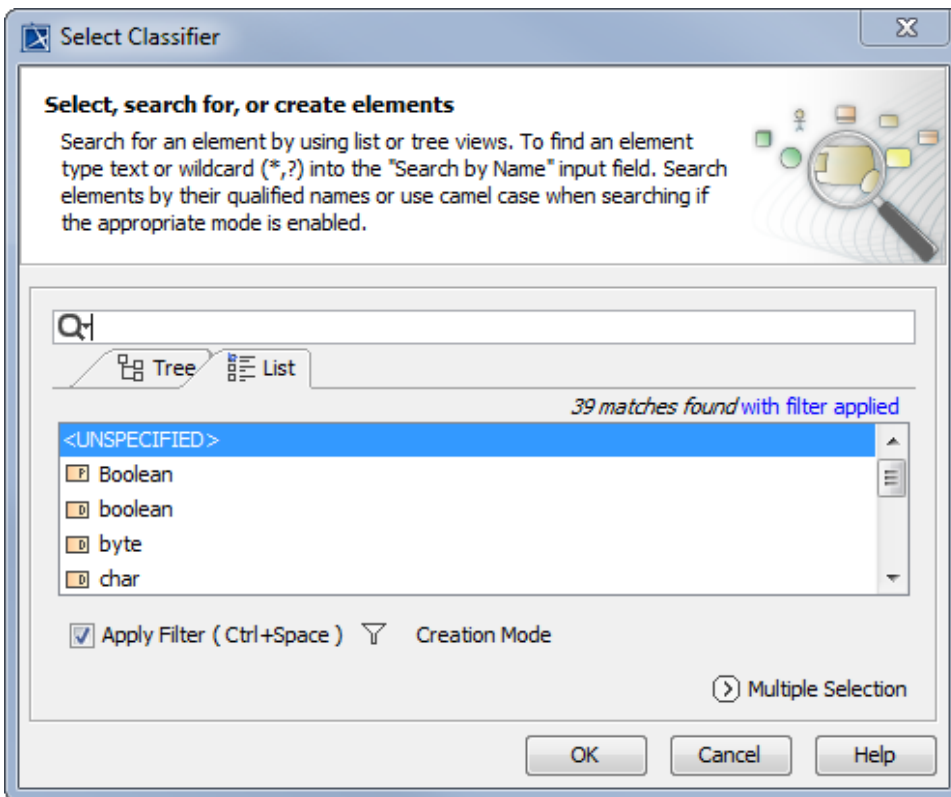 Select Classifier
Select, search for, or create elements
Search for an element by using list or tree views. To find an element
type text or wildcard (*,?) into the "Search by Name" input field. Search
elements by their qualified names or use camel case when searching if
the appropriate mode is enabled.
Tree List
39 matches found with filter applied
<UNSPECIFIED>
P Boolean
D boolean
D byte
D char
Apply Filter ( Ctrl+Space ) Creation Mode
Multiple Selection
OK Cancel Help